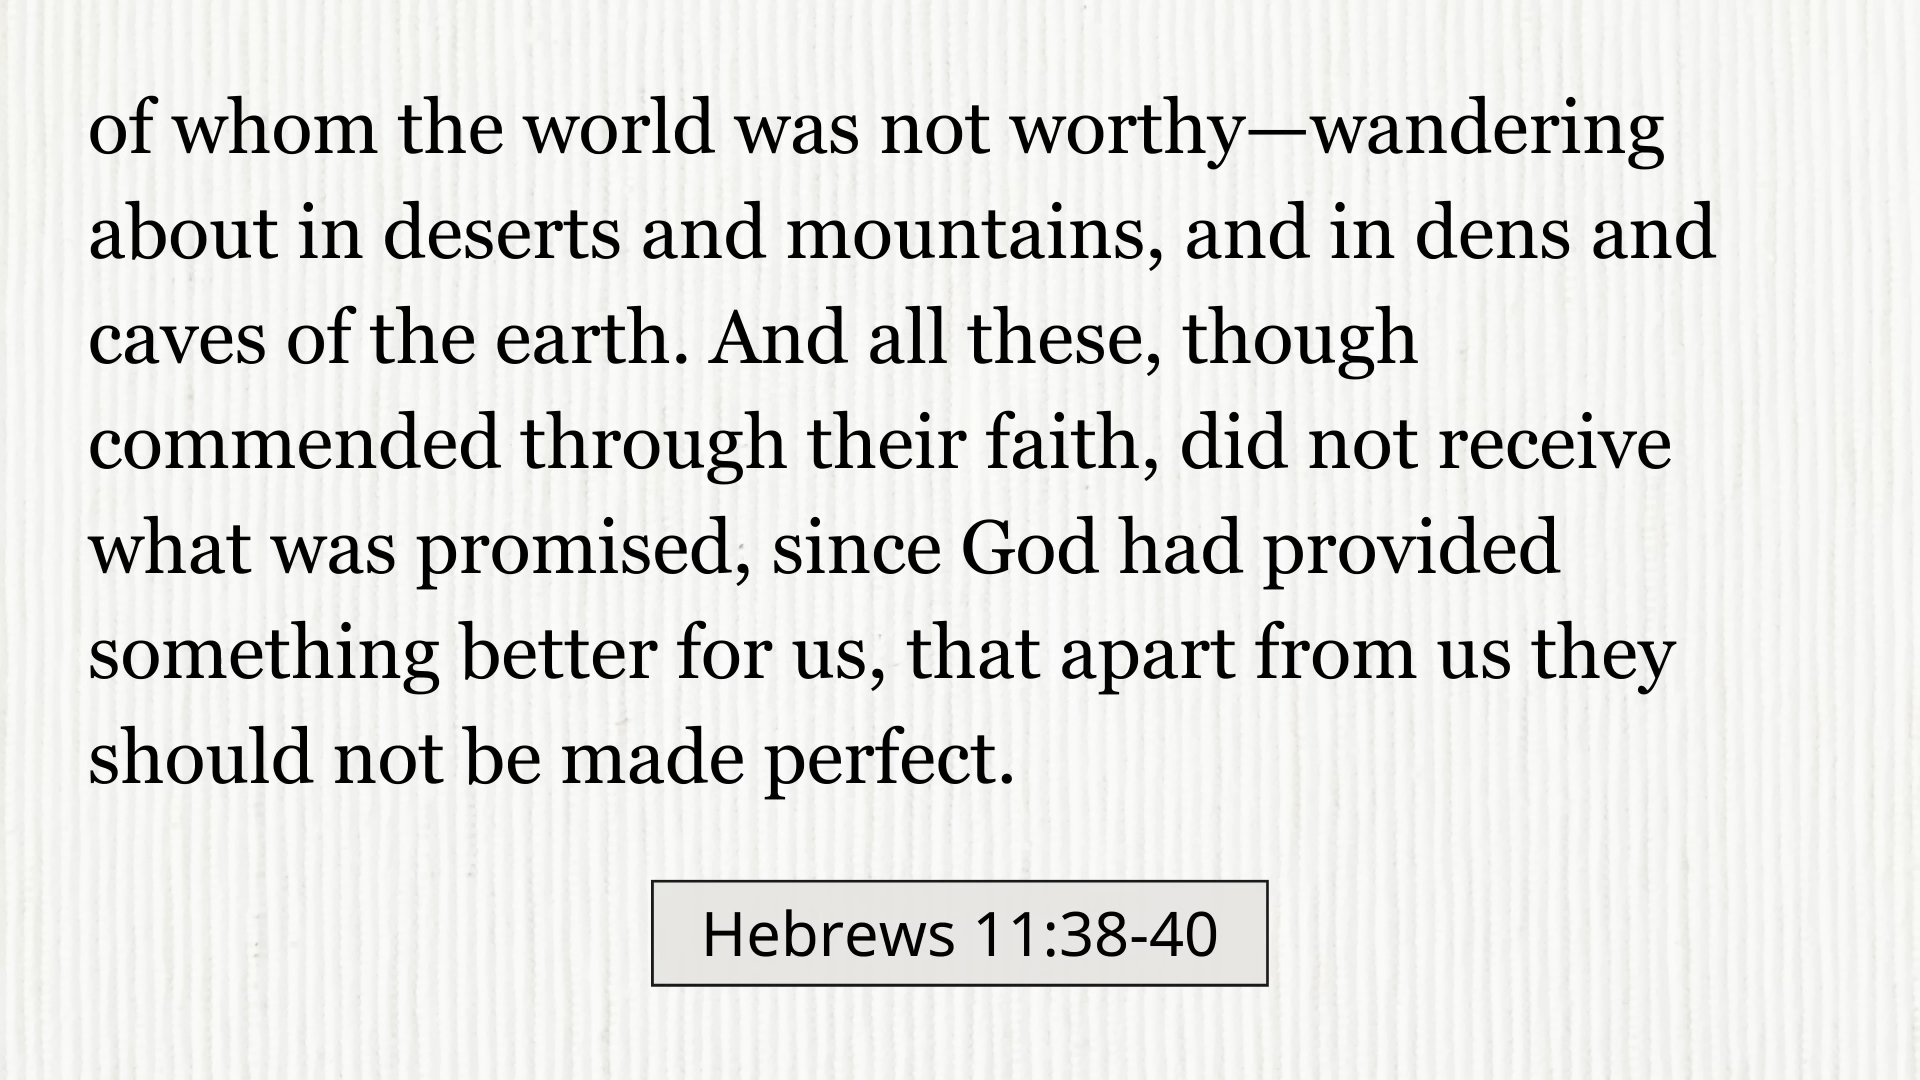 of whom the world was not worthy—wandering
about in deserts and mountains, and in dens and
caves of the earth. And all these, though
commended through their faith, did not receive
what was promised, since God had provided
something better for us, that apart from us they
should not be made perfect.
Hebrews 11:38-40